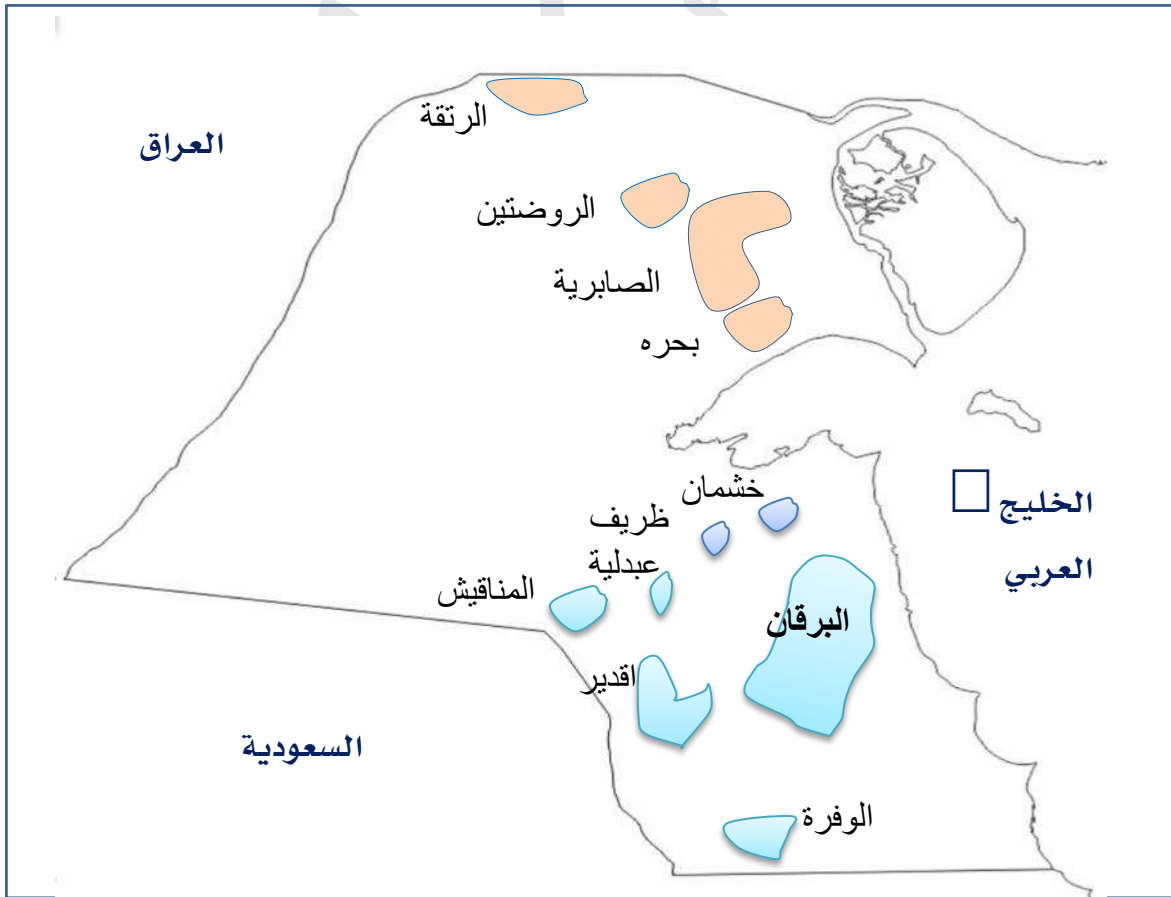 الرتقة
العراق
الروضتين
الصابرية
بحره
خشمان
الخليج
ظريف
عبدلية
العربي
المناقيش
البرقان
اقدير
السعودية
الوفرة